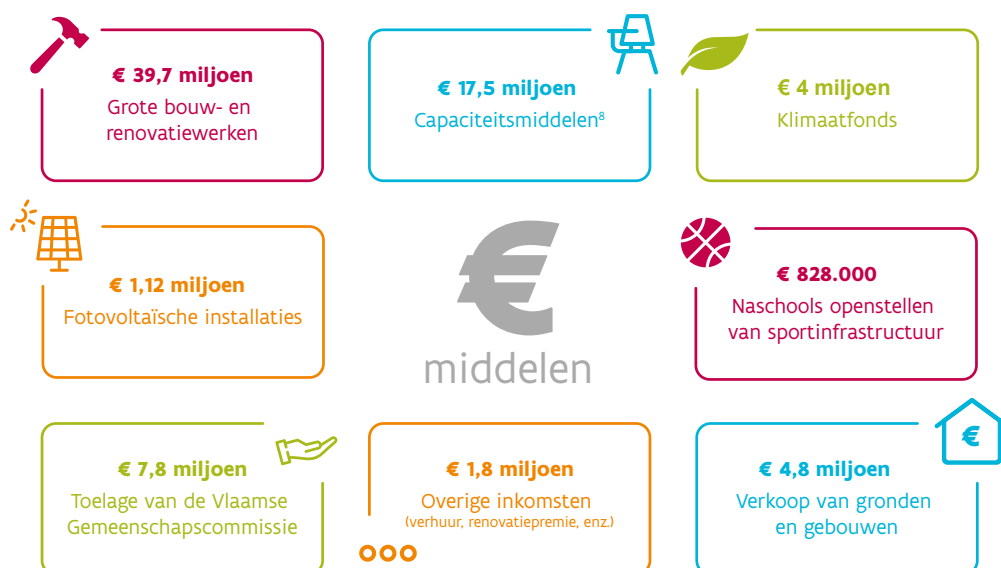 € 39,7 miljoen
Grote bouw- en
renovatiewerken
€ 17,5 miljoen
Capaciteitsmiddelen⁸
€ 4 miljoen
Klimaatfonds
€ 1,12 miljoen
Fotovoltaïsche installaties
€
middelen
€ 828.000
Naschools openstellen
van sportinfrastructuur
€ 7,8 miljoen
Toelage van de Vlaamse
Gemeenschapscommissie
€ 1,8 miljoen
Overige inkomsten
(verhuur, renovatiepremie, enz.)
€
€ 4,8 miljoen
Verkoop van gronden
en gebouwen